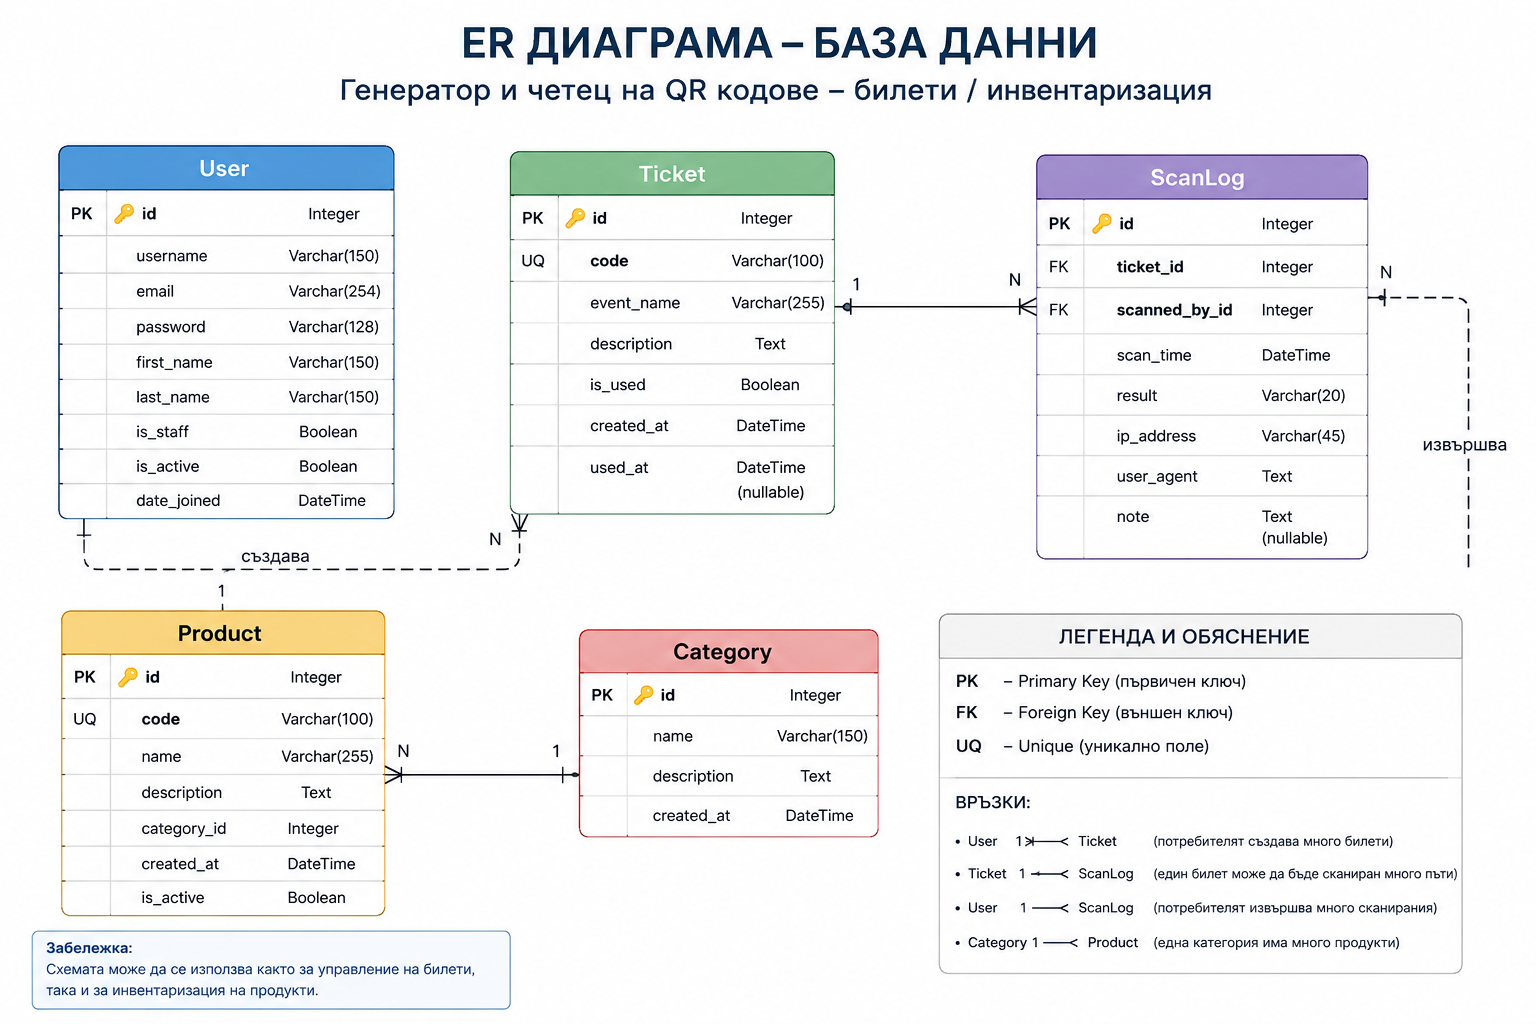 ER ДИАГРАМА – БАЗА ДАННИ
Генератор и четец на QR кодове – билети / инвентаризация
User
PK id Integer
username Varchar(150)
email Varchar(254)
password Varchar(128)
first_name Varchar(150)
last_name Varchar(150)
is_staff Boolean
is_active Boolean
date_joined DateTime
Ticket
PK id Integer
UQ code Varchar(100)
event_name Varchar(255)
description Text
is_used Boolean
created_at DateTime
used_at DateTime
(nullable)
1
N
ScanLog
PK id Integer
FK ticket_id Integer
FK scanned_by_id Integer
scan_time DateTime
result Varchar(20)
ip_address Varchar(45)
user_agent Text
note Text
(nullable)
N
извършва
N
създава
1
Product
PK id Integer
UQ code Varchar(100)
name Varchar(255)
description Text
category_id Integer
created_at DateTime
is_active Boolean
N
1
Category
PK id Integer
name Varchar(150)
description Text
created_at DateTime
ЛЕГЕНДА И ОБЯСНЕНИЕ
PK – Primary Key (първичен ключ)
FK – Foreign Key (външен ключ)
UQ – Unique (уникално поле)
ВРЪЗКИ:
• User 1 Ticket (потребителят създава много билети)
• Ticket 1 ScanLog (един билет може да бъде сканиран много пъти)
• User 1 ScanLog (потребителят извършва много сканирания)
• Category 1 Product (една категория има много продукти)
Забележка:
Схемата може да се използва както за управление на билети,
така и за инвентаризация на продукти.